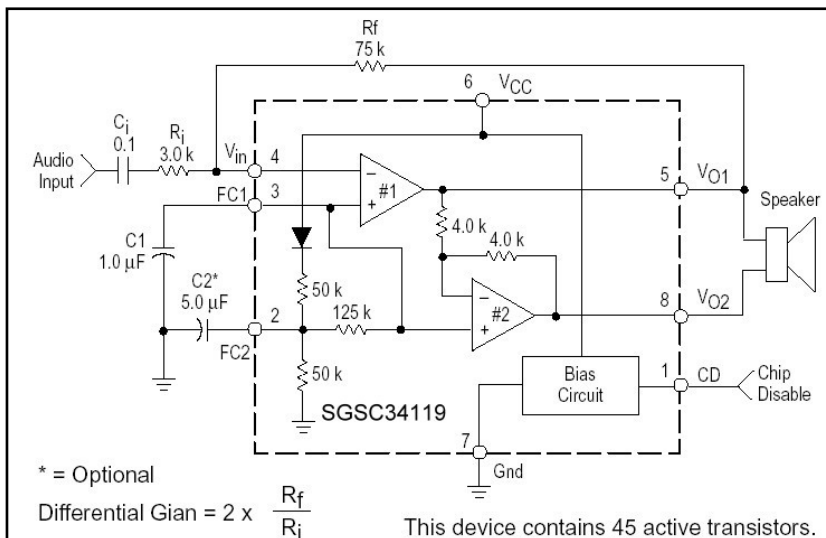 Rf
75 k
6
VCC
Ci
0.1
Ri
3.0 k
Audio
Input
Vin
4
FC1
3
#1
5
VO1
Speaker
4.0 k
4.0 k
C1
1.0 μF
C2*
5.0 μF
50 k
2
125 k
FC2
#2
8
VO2
50 k
Bias
Circuit
1
CD
Chip
Disable
SGSC34119
7
Gnd
* = Optional
Differential Gian = 2 x Rf
Ri
This device contains 45 active transistors.